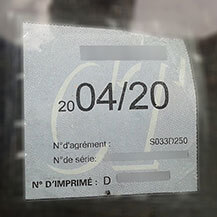 2004/20
N°d'agrément : S033D250
N°de série:
N° D'IMPRIMÉ : D